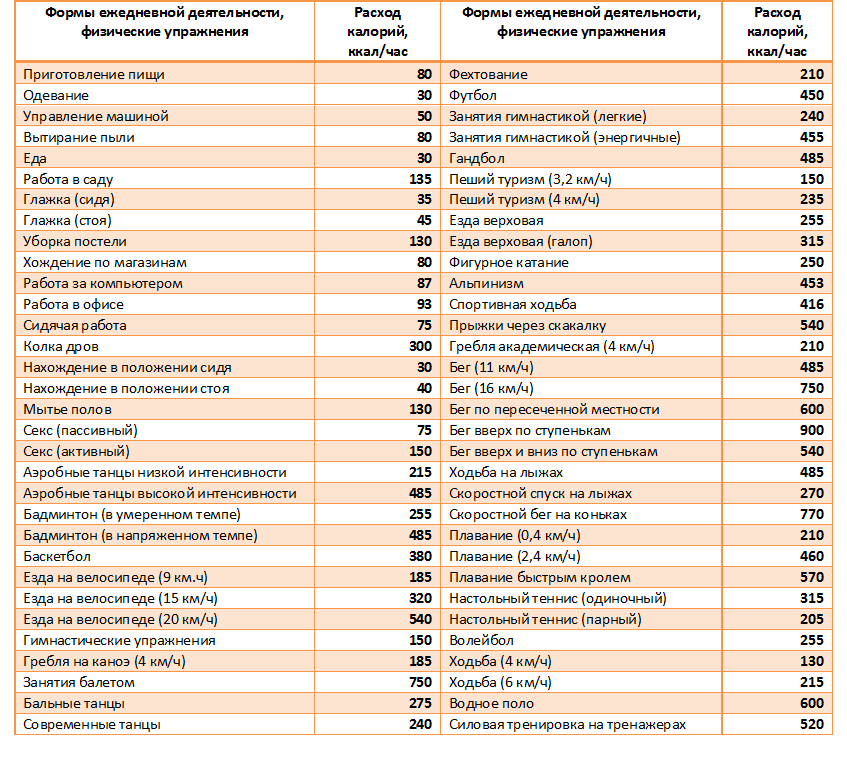 Формы ежедневной деятельности, физические упражнения Расход калорий, ккал/час Формы ежедневной деятельности, физические упражнения Расход калорий, ккал/час
Приготовление пищи 80 Фехтование 210
Одевание 30 Футбол 450
Управление машиной 50 Занятия гимнастикой (легкие) 240
Вытирание пыли 80 Занятия гимнастикой (энергичные) 455
Еда 30 Гандбол 485
Работа в саду 135 Пеший туризм (3,2 км/ч) 150
Глажка (сидя) 35 Пеший туризм (4 км/ч) 235
Глажка (стоя) 45 Езда верховая 255
Уборка постели 130 Езда верховая (галоп) 315
Хождение по магазинам 80 Фигурное катание 250
Работа за компьютером 87 Альпинизм 453
Работа в офисе 93 Спортивная ходьба 416
Сидячая работа 75 Прыжки через скакалку 540
Колка дров 300 Гребля академическая (4 км/ч) 210
Нахождение в положении сидя 30 Бег (11 км/ч) 485
Нахождение в положении стоя 40 Бег (16 км/ч) 750
Мытье полов 130 Бег по пересеченной местности 600
Секс (пассивный) 75 Бег вверх по ступенькам 900
Секс (активный) 150 Бег вверх и вниз по ступенькам 540
Аэробные танцы низкой интенсивности 215 Ходьба на лыжах 485
Аэробные танцы высокой интенсивности 485 Скоростной спуск на лыжах 270
Бадминтон (в умеренном темпе) 255 Скоростной бег на коньках 770
Бадминтон (в напряженном темпе) 485 Плавание (0,4 км/ч) 210
Баскетбол 380 Плавание (2,4 км/ч) 460
Езда на велосипеде (9 км.ч) 185 Плавание быстрым кролем 570
Езда на велосипеде (15 км/ч) 320 Настольный теннис (одиночный) 315
Езда на велосипеде (20 км/ч) 540 Настольный теннис (парный) 205
Гимнастические упражнения 150 Волейбол 255
Гребля на каноэ (4 км/ч) 185 Ходьба (4 км/ч) 130
Занятия балетом 750 Ходьба (6 км/ч) 215
Бальные танцы 275 Водное поло 600
Современные танцы 240 Силовая тренировка на тренажерах 520